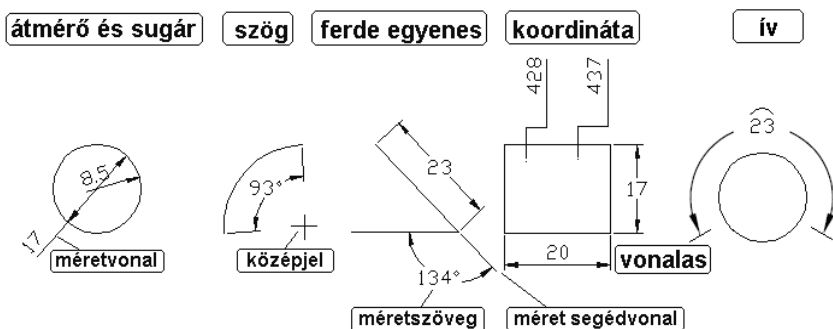 átmérő és sugár
szög
ferde egyenes
koordináta
ív
428
437
23
8.5
93°
23
17
17
méretvonal
középjel
134°
20
vonalas
méretszöveg
méret segédvonal